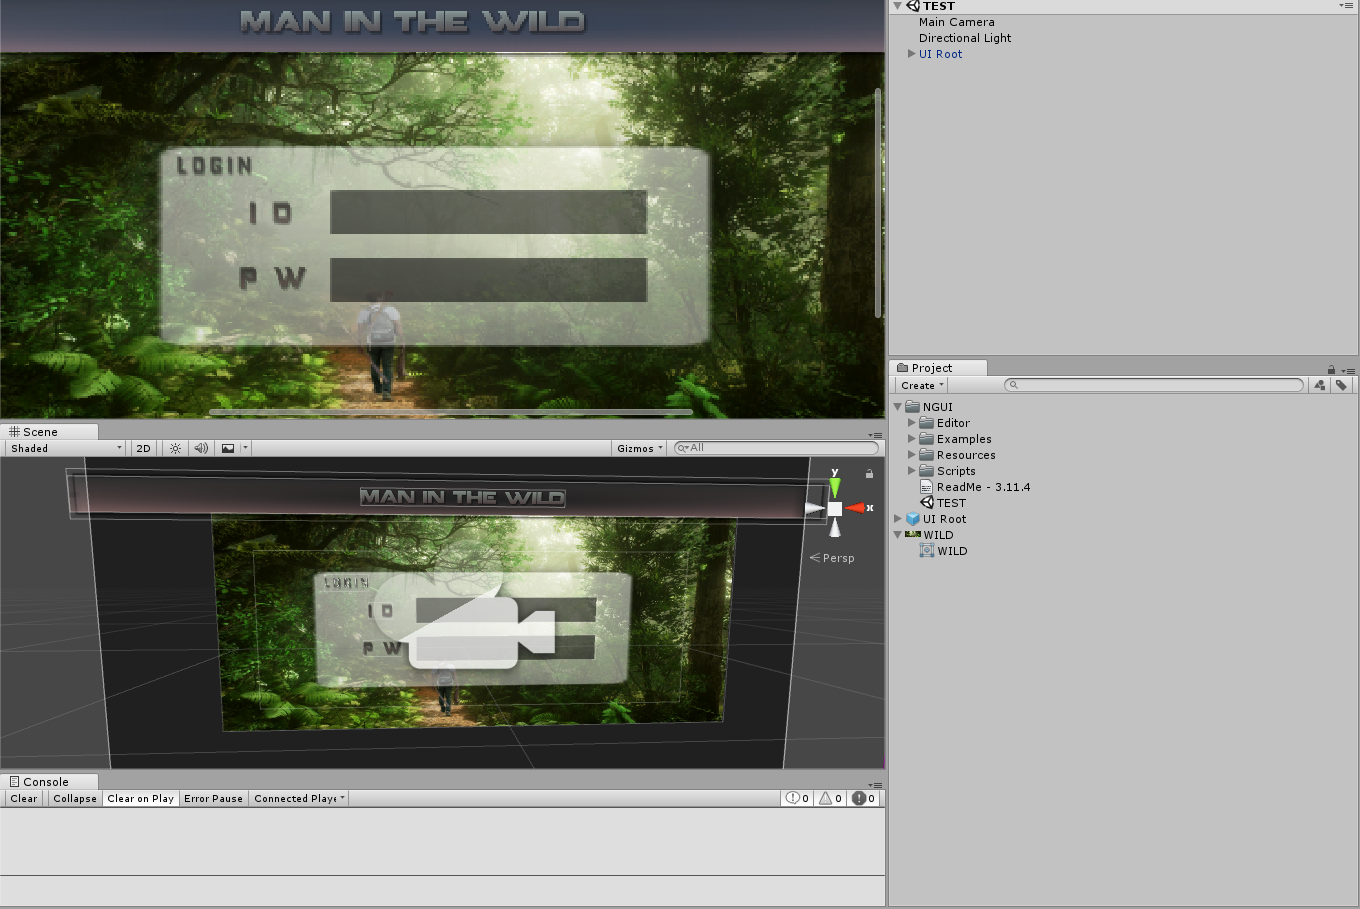 MAN IN THE WILD
LOGIN
I D
P W
Scene
Shaded
2D
Gizmos
All
MAN IN THE WILD
y
x
Persp
LOGIN
I D
P W
Console
Clear
Collapse
Clear on Play
Error Pause
Connected Playe
0
0
0
TEST
Main Camera
Directional Light
UI Root
Project
Create
NGUI
Editor
Examples
Resources
Scripts
ReadMe - 3.11.4
TEST
UI Root
WILD
WILD